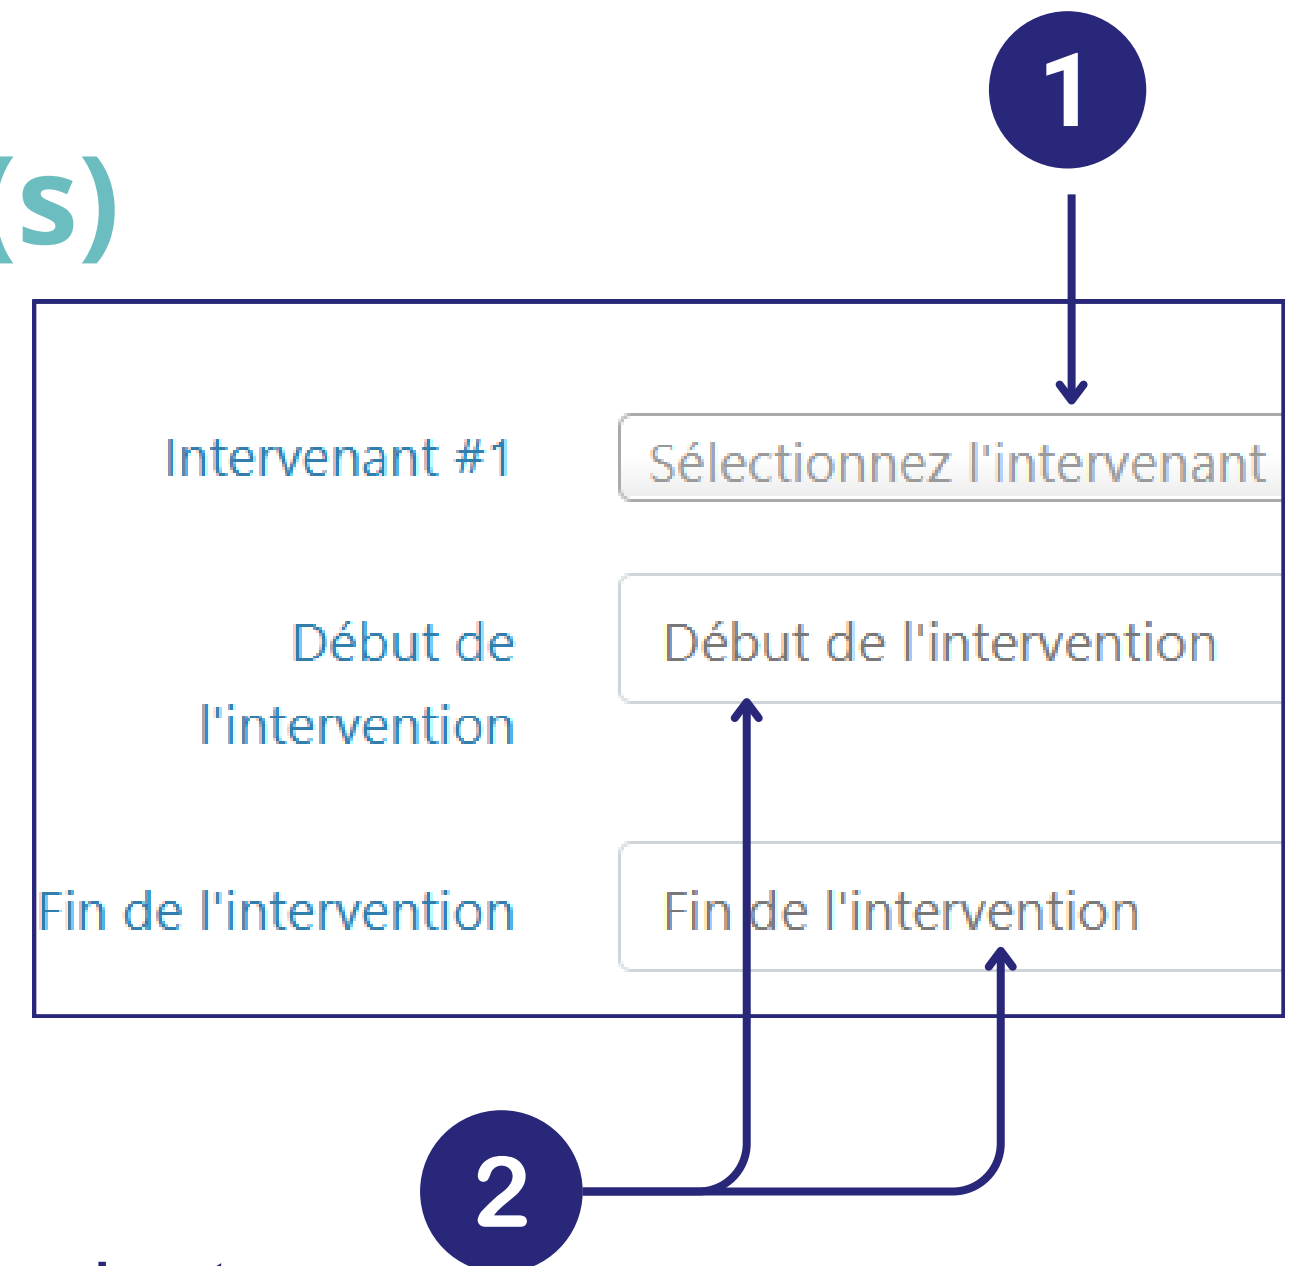 1
(s)
Intervenant #1
Sélectionnez l'intervenant
Début de
l'intervention
Début de l'intervention
Fin de l'intervention
Fin de l'intervention
2